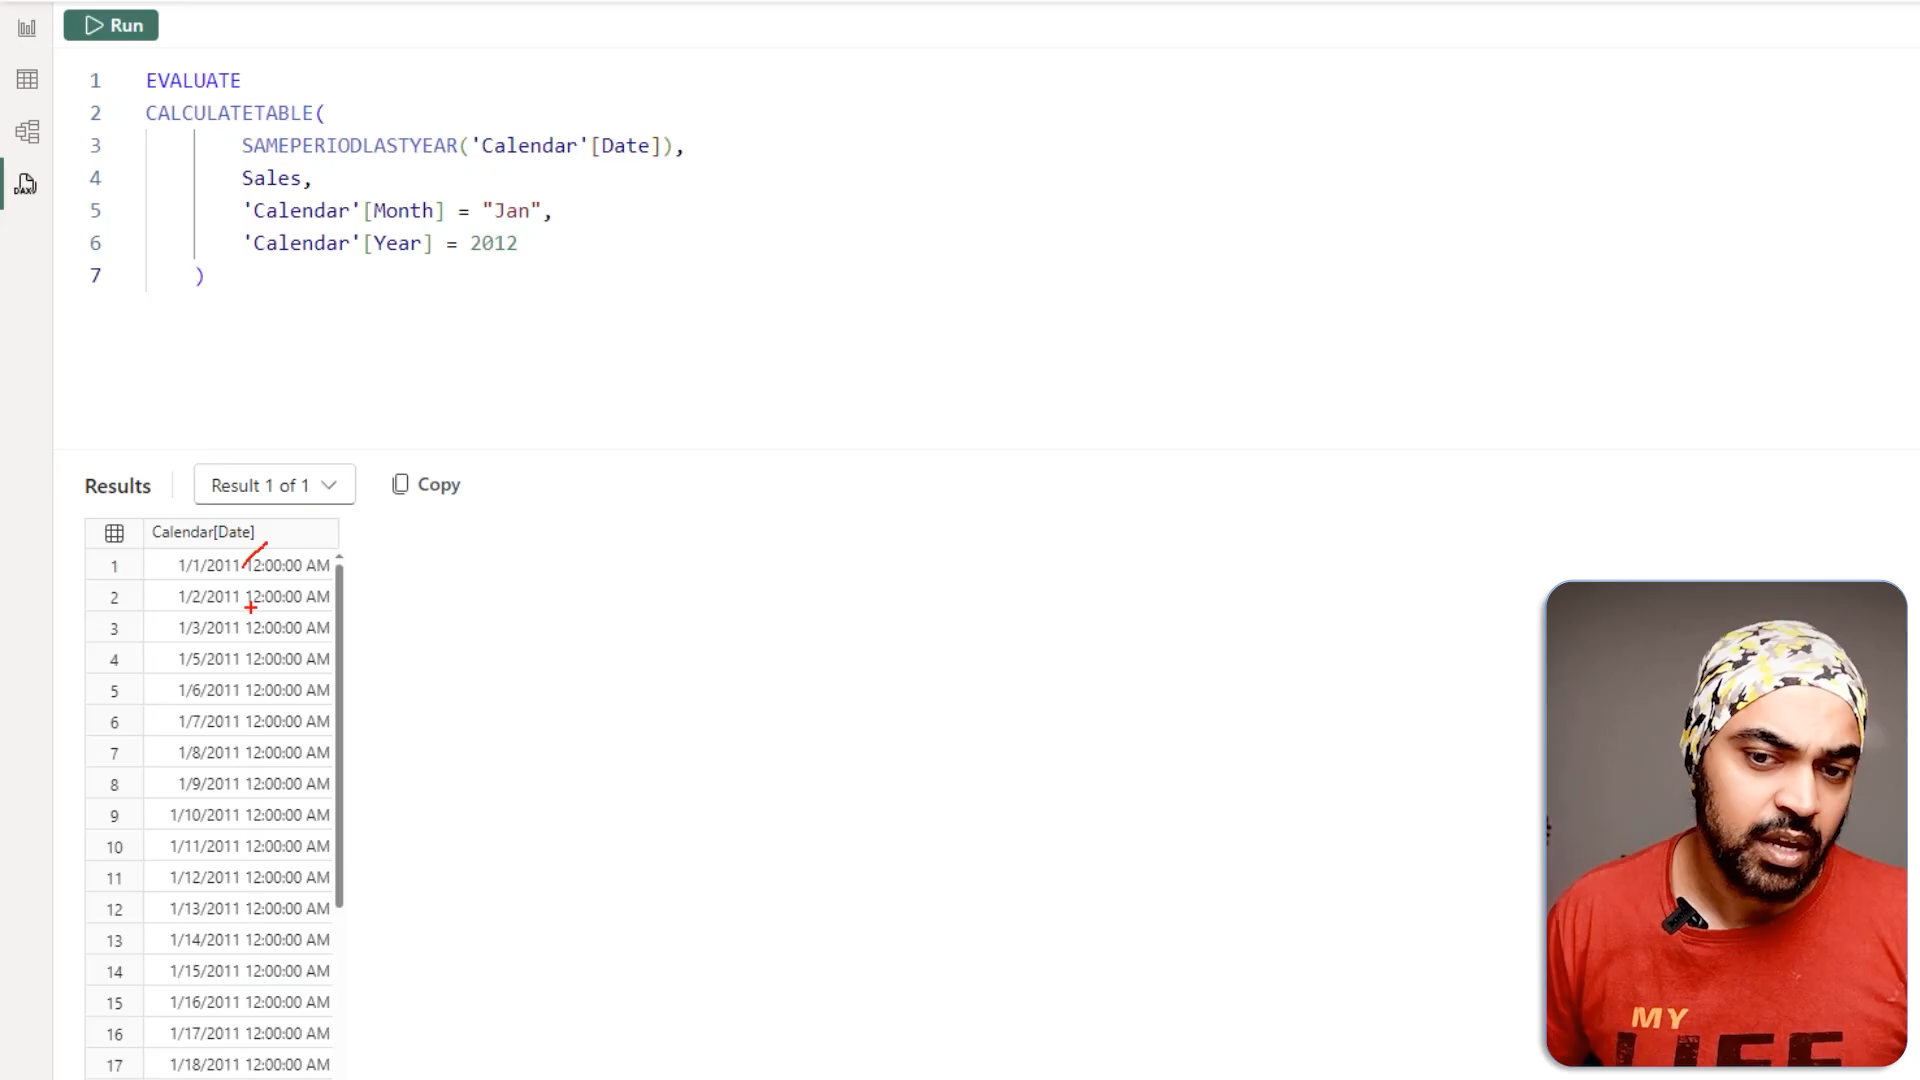 Run
1 EVALUATE
2 CALCULATETABLE(
3 SAMEPERIODLASTYEAR('Calendar'[Date]),
4 Sales,
5 'Calendar'[Month] = "Jan",
6 'Calendar'[Year] = 2012
7 )
DAX
Results
Result 1 of 1
Copy
Calendar[Date]
1 1/1/2011 12:00:00 AM
2 1/2/2011 12:00:00 AM
3 1/3/2011 12:00:00 AM
4 1/5/2011 12:00:00 AM
5 1/6/2011 12:00:00 AM
6 1/7/2011 12:00:00 AM
7 1/8/2011 12:00:00 AM
8 1/9/2011 12:00:00 AM
9 1/10/2011 12:00:00 AM
10 1/11/2011 12:00:00 AM
11 1/12/2011 12:00:00 AM
12 1/13/2011 12:00:00 AM
13 1/14/2011 12:00:00 AM
14 1/15/2011 12:00:00 AM
15 1/16/2011 12:00:00 AM
16 1/17/2011 12:00:00 AM
17 1/18/2011 12:00:00 AM
MY
LIFE